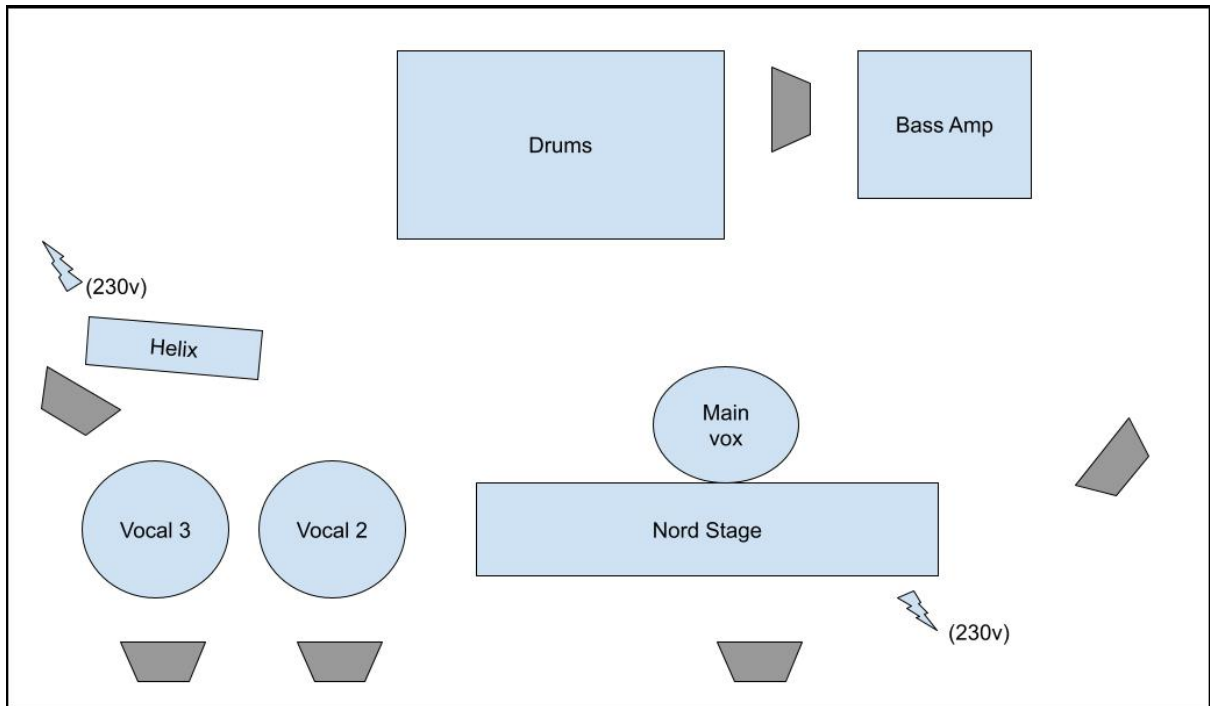 Drums
Bass Amp
(230v)
Helix
Main
vox
Vocal 3
Vocal 2
Nord Stage
(230v)